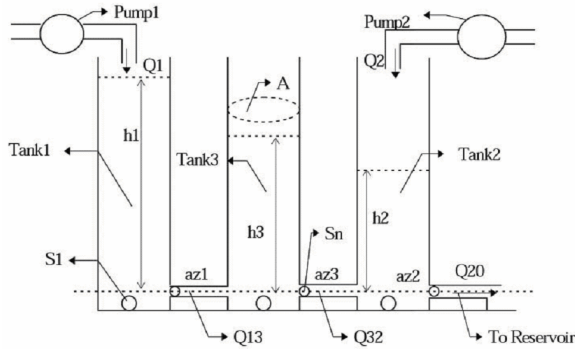 Pump1
Pump2
Q1
Q2
A
h1
Tank1
Tank3
Tank2
h2
h3
Sn
S1
az1
az3
az2
Q20
Q13
Q32
To Reservoir